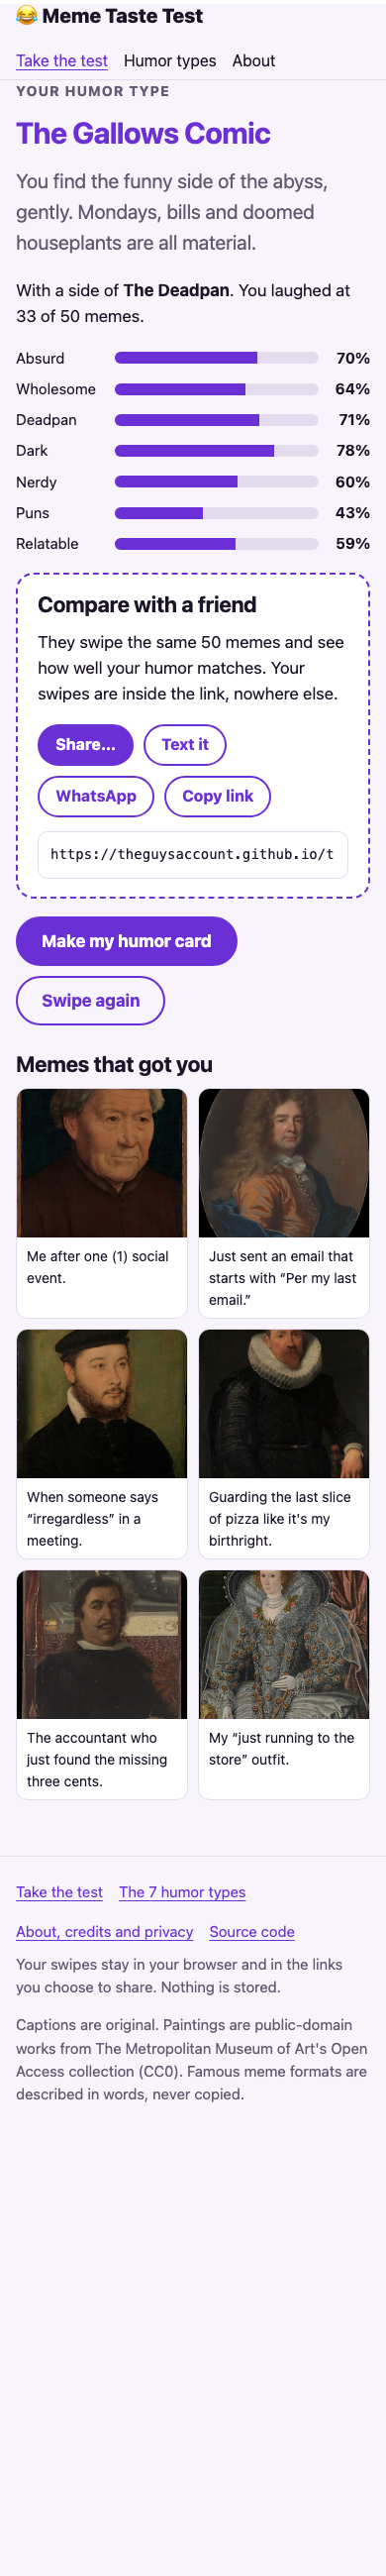 😂 Meme Taste Test
Take the test Humor types About
YOUR HUMOR TYPE
The Gallows Comic
You find the funny side of the abyss,
gently. Mondays, bills and doomed
houseplants are all material.
With a side of The Deadpan. You laughed at
33 of 50 memes.
Absurd 70%
Wholesome 64%
Deadpan 71%
Dark 78%
Nerdy 60%
Puns 43%
Relatable 59%
Compare with a friend
They swipe the same 50 memes and see
how well your humor matches. Your
swipes are inside the link, nowhere else.
Share... Text it
WhatsApp Copy link
https://theguysaccount.github.io/t
Make my humor card
Swipe again
Memes that got you
Me after one (1) social
event.
Just sent an email that
starts with “Per my last
email.”
When someone says
“irregardless” in a
meeting.
Guarding the last slice
of pizza like it's my
birthright.
The accountant who
just found the missing
three cents.
My “just running to the
store” outfit.
Take the test The 7 humor types
About, credits and privacy Source code
Your swipes stay in your browser and in the links
you choose to share. Nothing is stored.
Captions are original. Paintings are public-domain
works from The Metropolitan Museum of Art's Open
Access collection (CC0). Famous meme formats are
described in words, never copied.